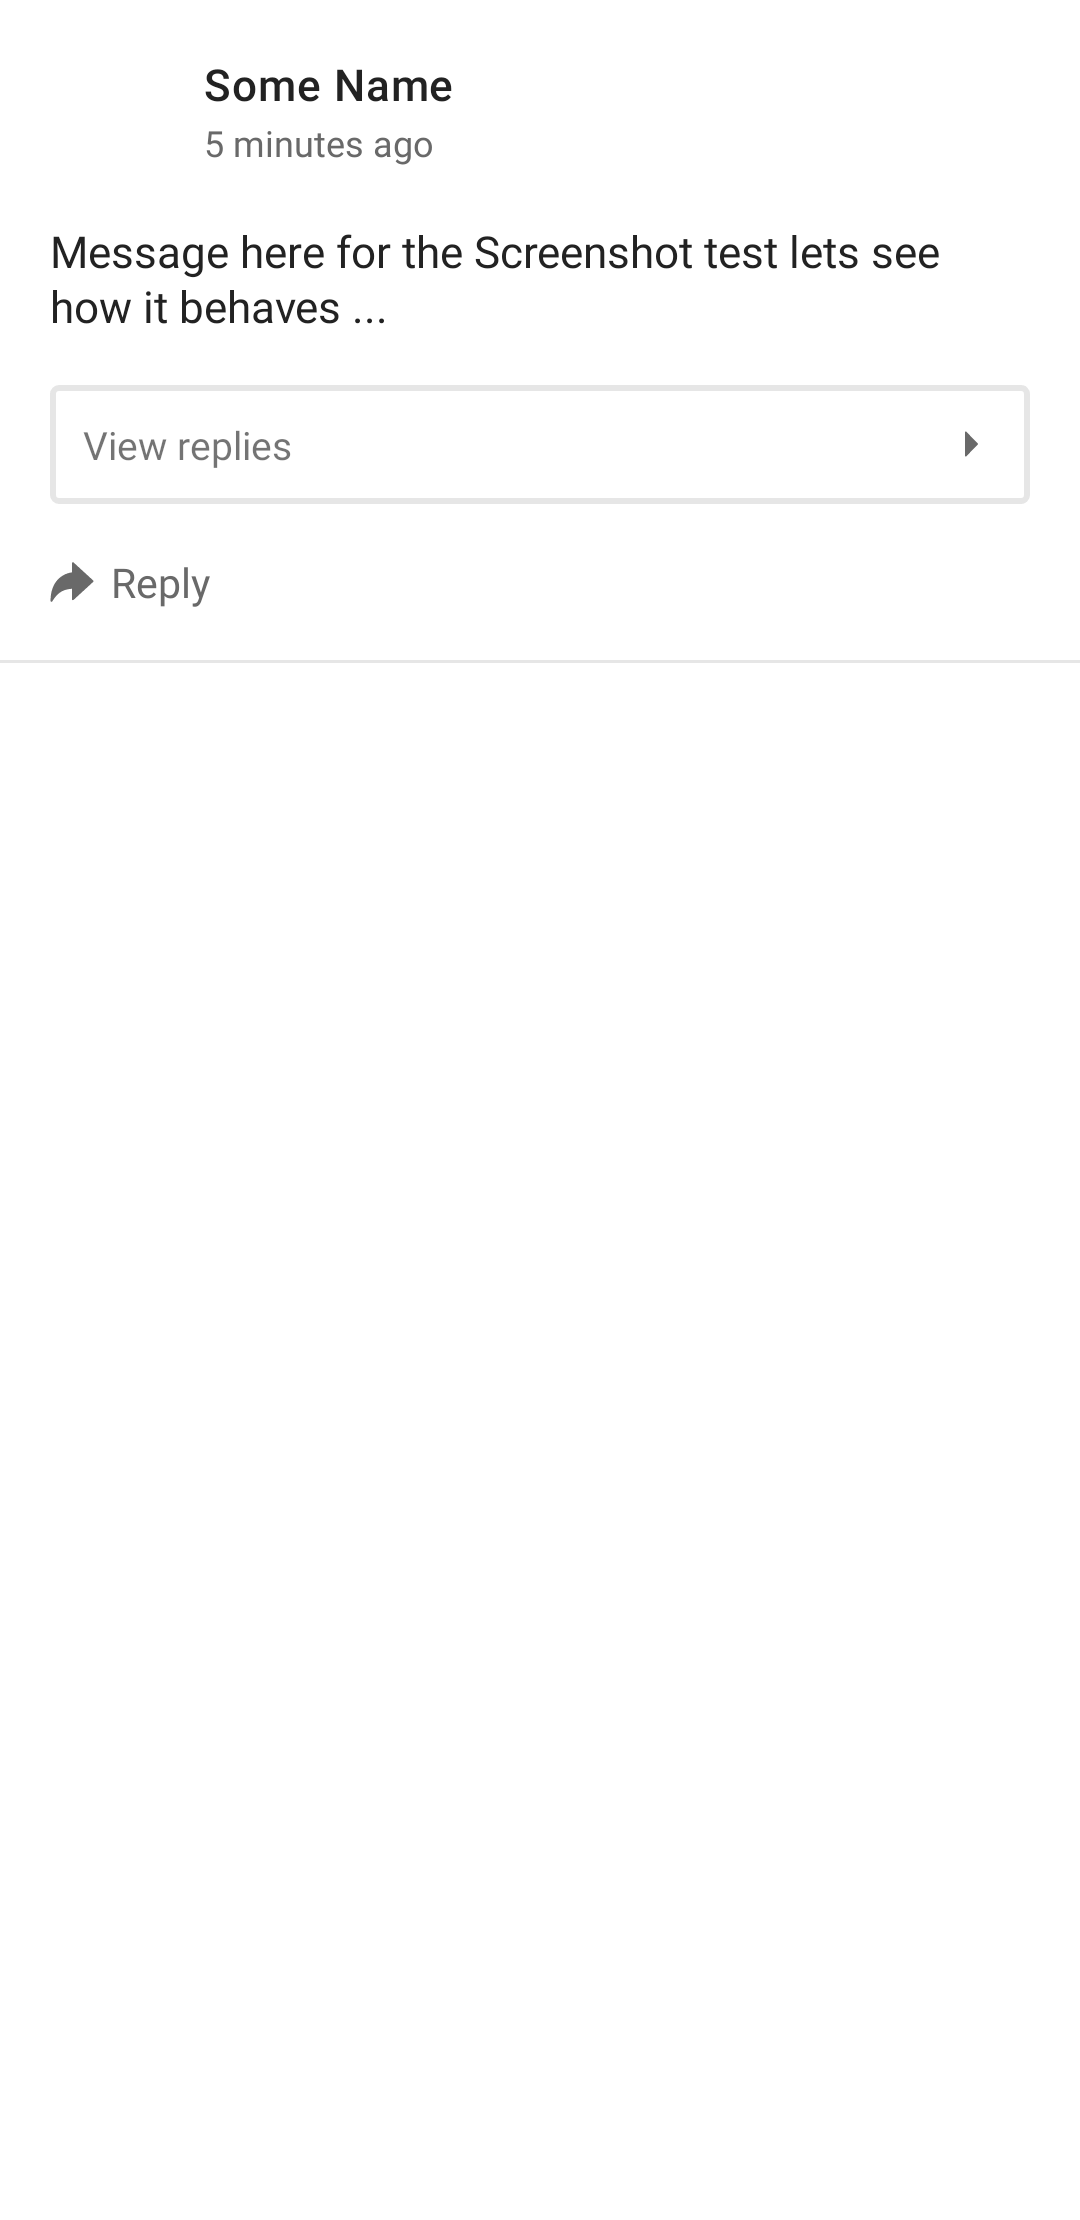 Some Name
5 minutes ago
Message here for the Screenshot test lets see
how it behaves ...
View replies
Reply